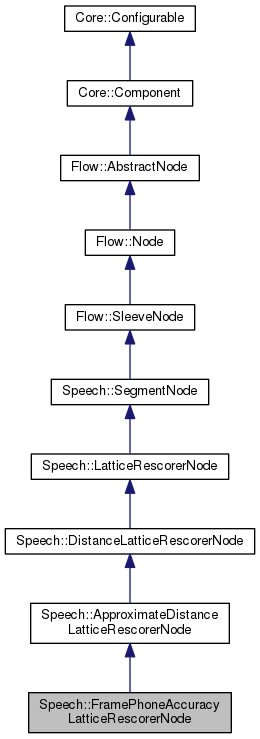 Core::Configurable
Core::Component
Flow::AbstractNode
Flow::Node
Flow::SleeveNode
Speech::SegmentNode
Speech::LatticeRescorerNode
Speech::DistanceLatticeRescorerNode
Speech::ApproximateDistance
LatticeRescorerNode
Speech::FramePhoneAccuracy
LatticeRescorerNode